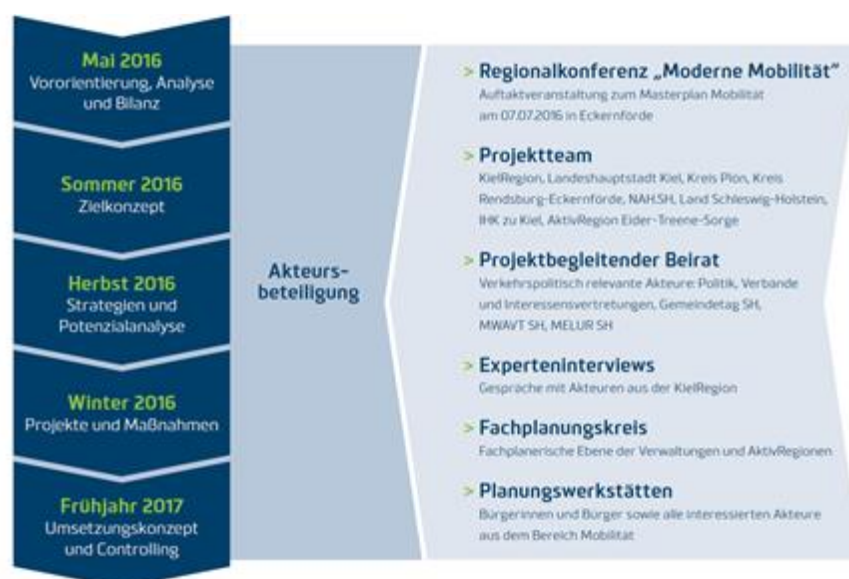 Mai 2016
Vororientierung, Analyse
und Bilanz
Sommer 2016
Zielkonzept
Herbst 2016
Strategien und
Potenzialanalyse
Winter 2016
Projekte und Maßnahmen
Frühjahr 2017
Umsetzungskonzept
und Controlling
Akteurs-
beteiligung
> Regionalkonferenz „Moderne Mobilität“
Auftaktveranstaltung zum Masterplan Mobilität
am 07.07.2016 in Eckernförde
> Projektteam
KielRegion, Landeshauptstadt Kiel, Kreis Plön, Kreis
Rendsburg-Eckernförde, NAH.SH, Land Schleswig-Holstein,
IHK zu Kiel, AktivRegion Eider-Treene-Sorge
> Projektbegleitender Beirat
Verkehrspolitisch relevante Akteure: Politik, Verbände
und Interessensvertretungen, Gemeindetag SH,
MWAVT SH, MELUR SH
> Experteninterviews
Gespräche mit Akteuren aus der KielRegion
> Fachplanungskreis
Fachplanerische Ebene der Verwaltungen und AktivRegionen
> Planungswerkstätten
Bürgerinnen und Bürger sowie alle interessierten Akteure
aus dem Bereich Mobilität